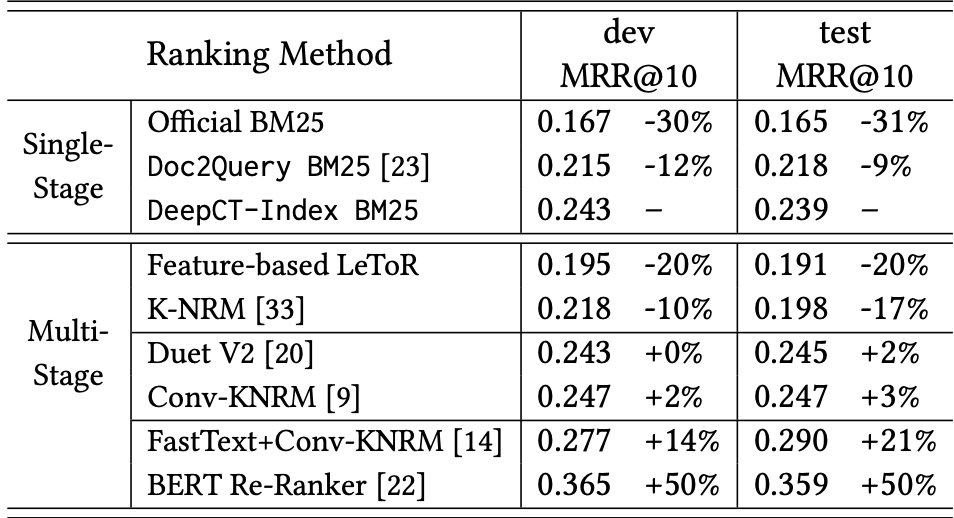 Ranking Method dev MRR@10 test MRR@10
Single-Stage
Official BM25 0.167 -30% 0.165 -31%
Doc2Query BM25 [23] 0.215 -12% 0.218 -9%
DeepCT-Index BM25 0.243 – 0.239 –
Multi-Stage
Feature-based LeToR 0.195 -20% 0.191 -20%
K-NRM [33] 0.218 -10% 0.198 -17%
Duet V2 [20] 0.243 +0% 0.245 +2%
Conv-KNRM [9] 0.247 +2% 0.247 +3%
FastText+Conv-KNRM [14] 0.277 +14% 0.290 +21%
BERT Re-Ranker [22] 0.365 +50% 0.359 +50%